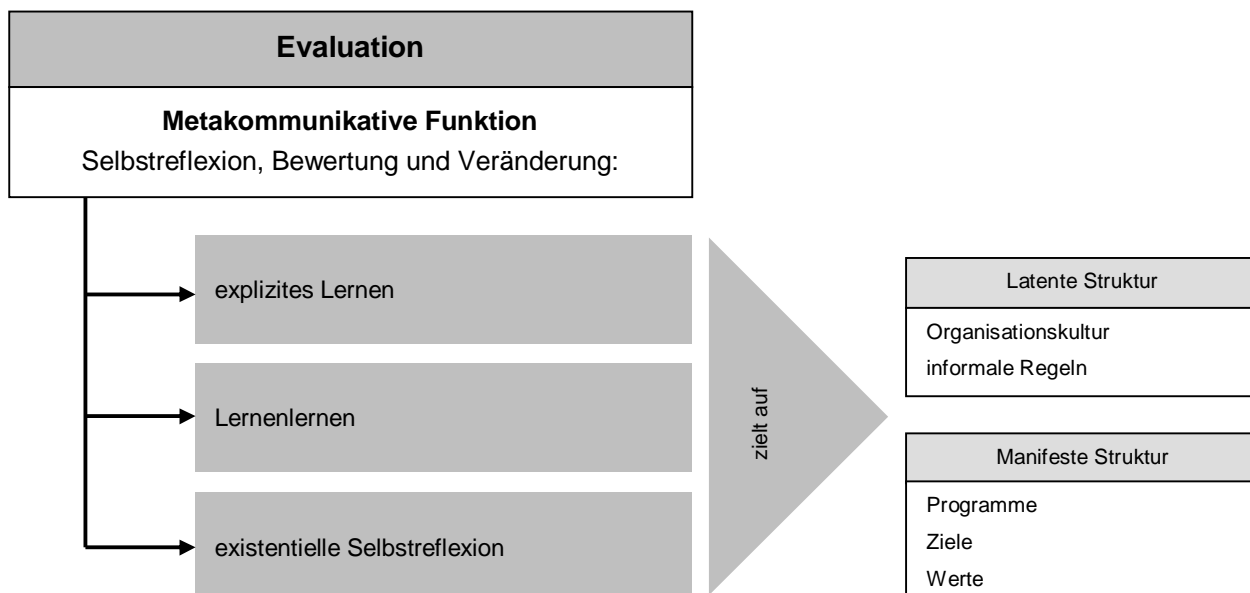 Evaluation
Metakommunikative Funktion
Selbstreflexion, Bewertung und Veränderung:
explizites Lernen
Lernenlernen
existentielle Selbstreflexion
zielt auf
Latente Struktur
Organisationskultur
informale Regeln
Manifeste Struktur
Programme
Ziele
Werte